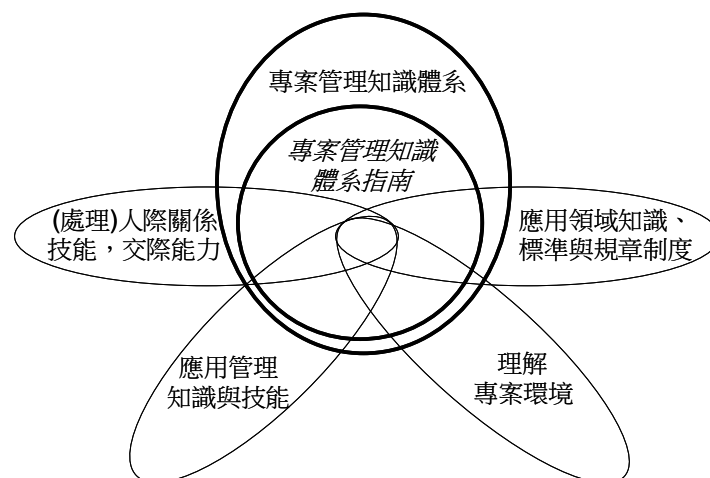 專案管理知識體系
專案管理知識
體系指南
(處理)人際關係
技能，交際能力
應用領域知識、
標準與規章制度
應用管理
知識與技能
理解
專案環境